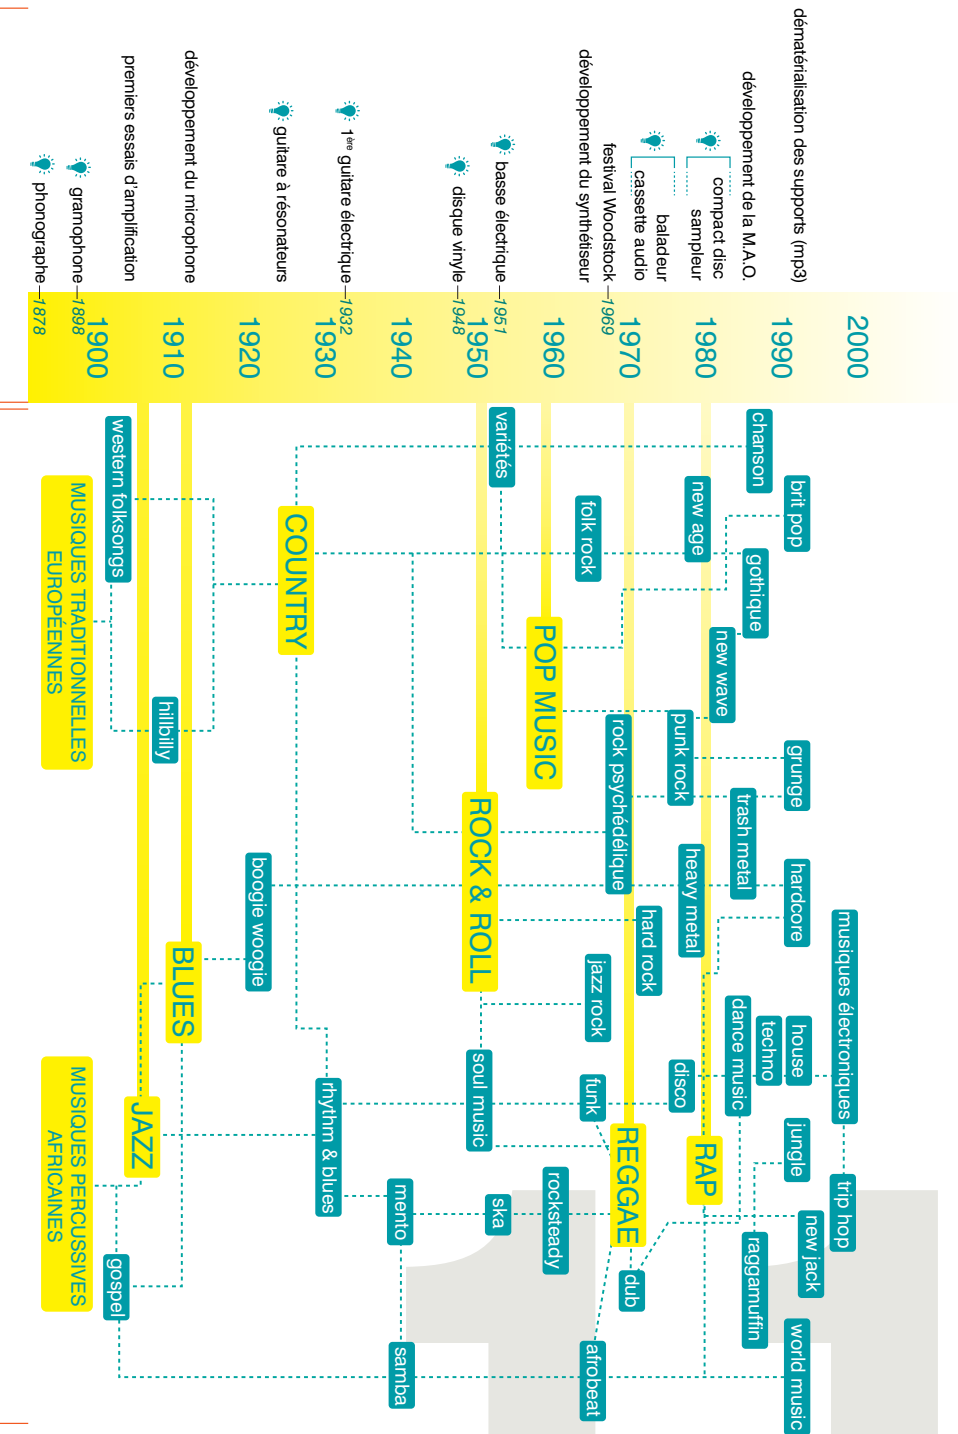 dématérialisation des supports (mp3)
développement de la M.A.O.
compact disc
sampleur
baladeur
cassette audio
festival Woodstock
1969
développement du synthétiseur
basse électrique
1951
disque vinyle
1948
1ère guitare électrique
1932
guitare à résonateurs
développement du microphone
premiers essais d'amplification
gramophone
1898
phonographe
1878
2000
1990
1980
1970
1960
1950
1940
1930
1920
1910
1900
chanson
brit pop
new age
gothique
new wave
variétés
folk rock
POP MUSIC
punk rock
rock psychédélique
grunge
trash metal
heavy metal
hardcore
hard rock
jazz rock
musiques électroniques
dance music
techno
house
disco
funk
soul music
ROCK & ROLL
COUNTRY
western folksongs
MUSIQUES TRADITIONNELLES
EUROPÉENNES
hillbilly
boogie woogie
BLUES
JAZZ
MUSIQUES PERCUSSIVES
AFRICAINES
gospel
rhythm & blues
mento
samba
ska
rocksteady
REGGAE
dub
afrobeat
RAP
jungle
trip hop
new jack
raggamuffin
world music
11